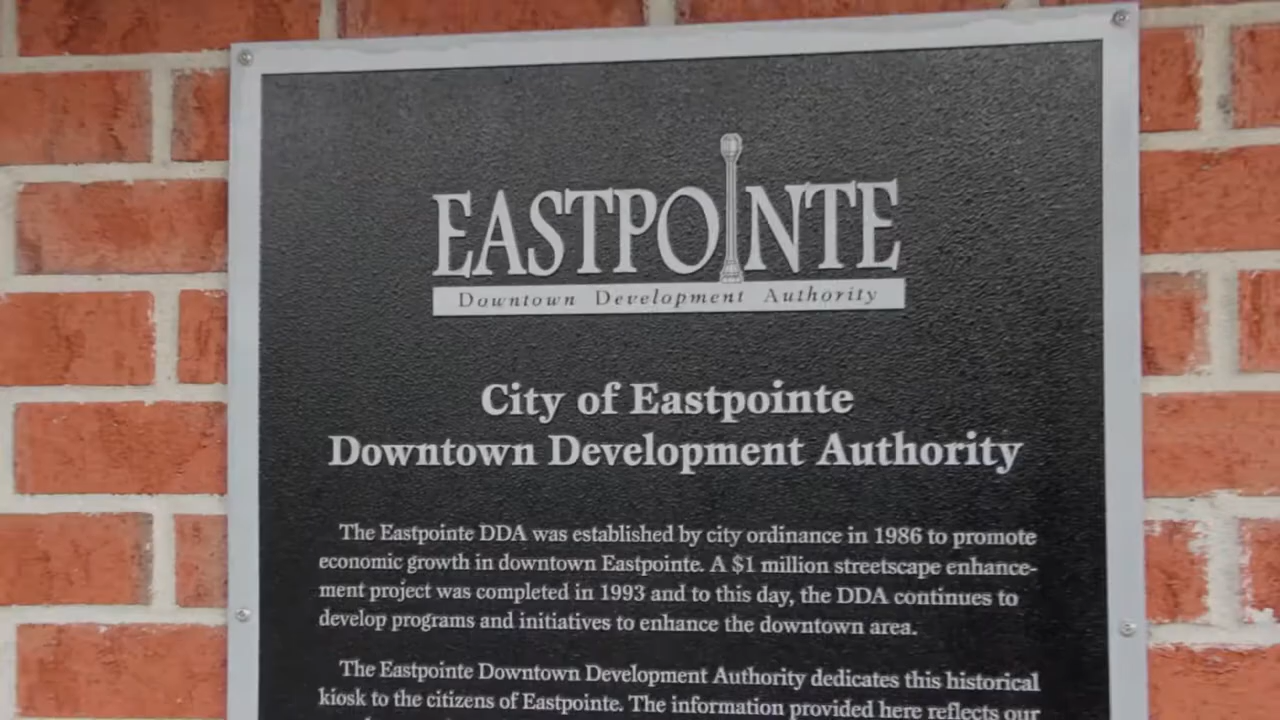 EASTPOINTE
Downtown Development Authority
City of Eastpointe
Downtown Development Authority
The Eastpointe DDA was established by city ordinance in 1986 to promote
economic growth in downtown Eastpointe. A $1 million streetscape enhance-
ment project was completed in 1993 and to this day, the DDA continues to
develop programs and initiatives to enhance the downtown area.
The Eastpointe Downtown Development Authority dedicates this historical
kiosk to the citizens of Eastpointe. The information provided here reflects our